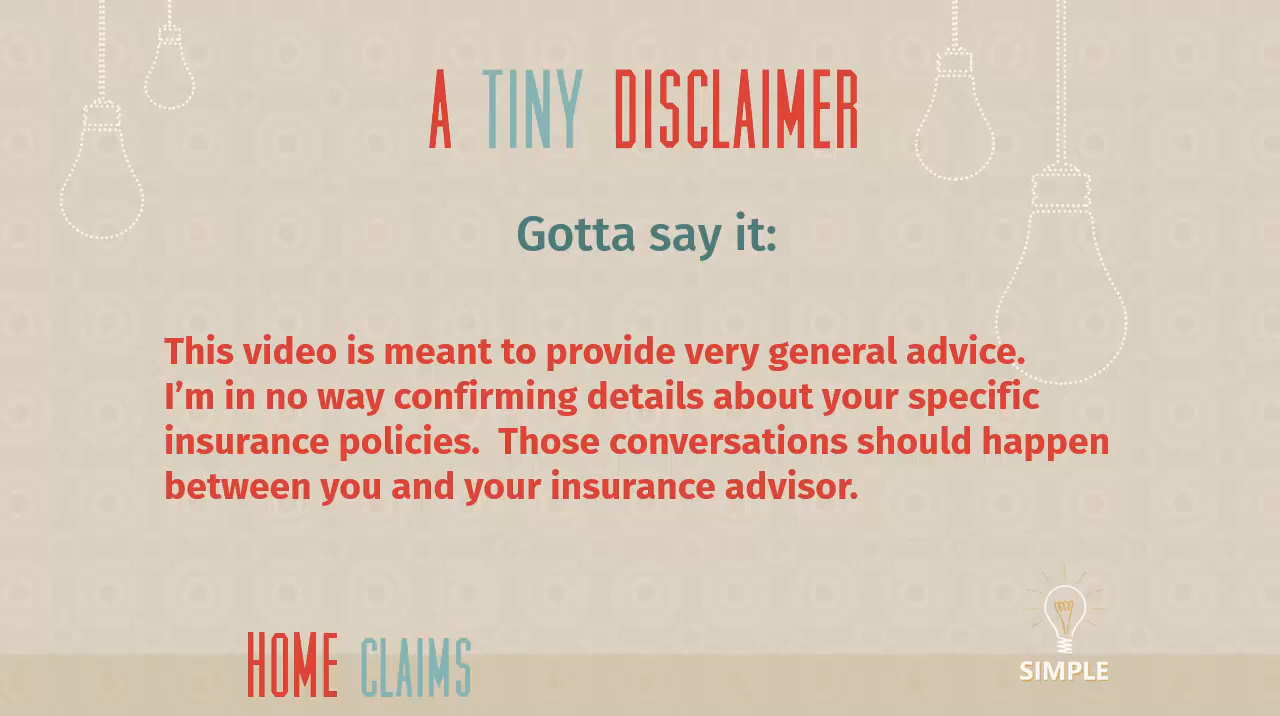 A TINY DISCLAIMER
Gotta say it:
This video is meant to provide very general advice.
I’m in no way confirming details about your specific
insurance policies.  Those conversations should happen
between you and your insurance advisor.
HOME CLAIMS
SIMPLE